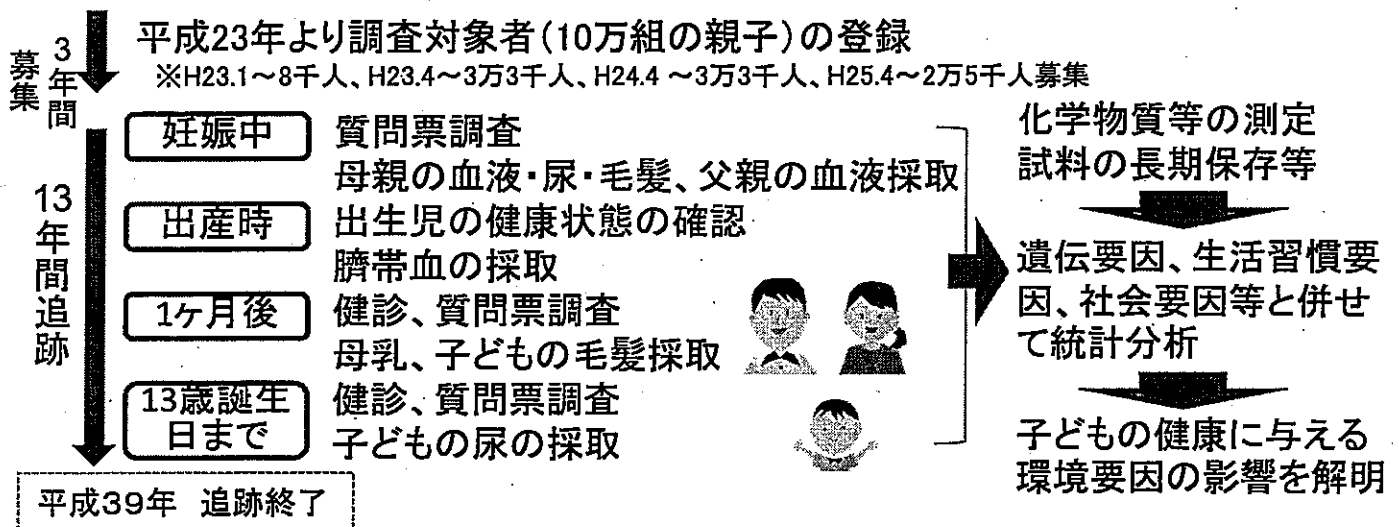 3年間
募集
平成23年より調査対象者(10万組の親子)の登録
※H23.1～8千人、H23.4～3万3千人、H24.4 ～3万3千人、H25.4～2万5千人募集
13年間追跡
妊娠中
質問票調査
母親の血液・尿・毛髪、父親の血液採取
出産時
出生児の健康状態の確認
臍帯血の採取
1ヶ月後
健診、質問票調査
母乳、子どもの毛髪採取
13歳誕生
日まで
健診、質問票調査
子どもの尿の採取
平成39年 追跡終了
化学物質等の測定
試料の長期保存等
遺伝要因、生活習慣要
因、社会要因等と併せ
て統計分析
子どもの健康に与える
環境要因の影響を解明